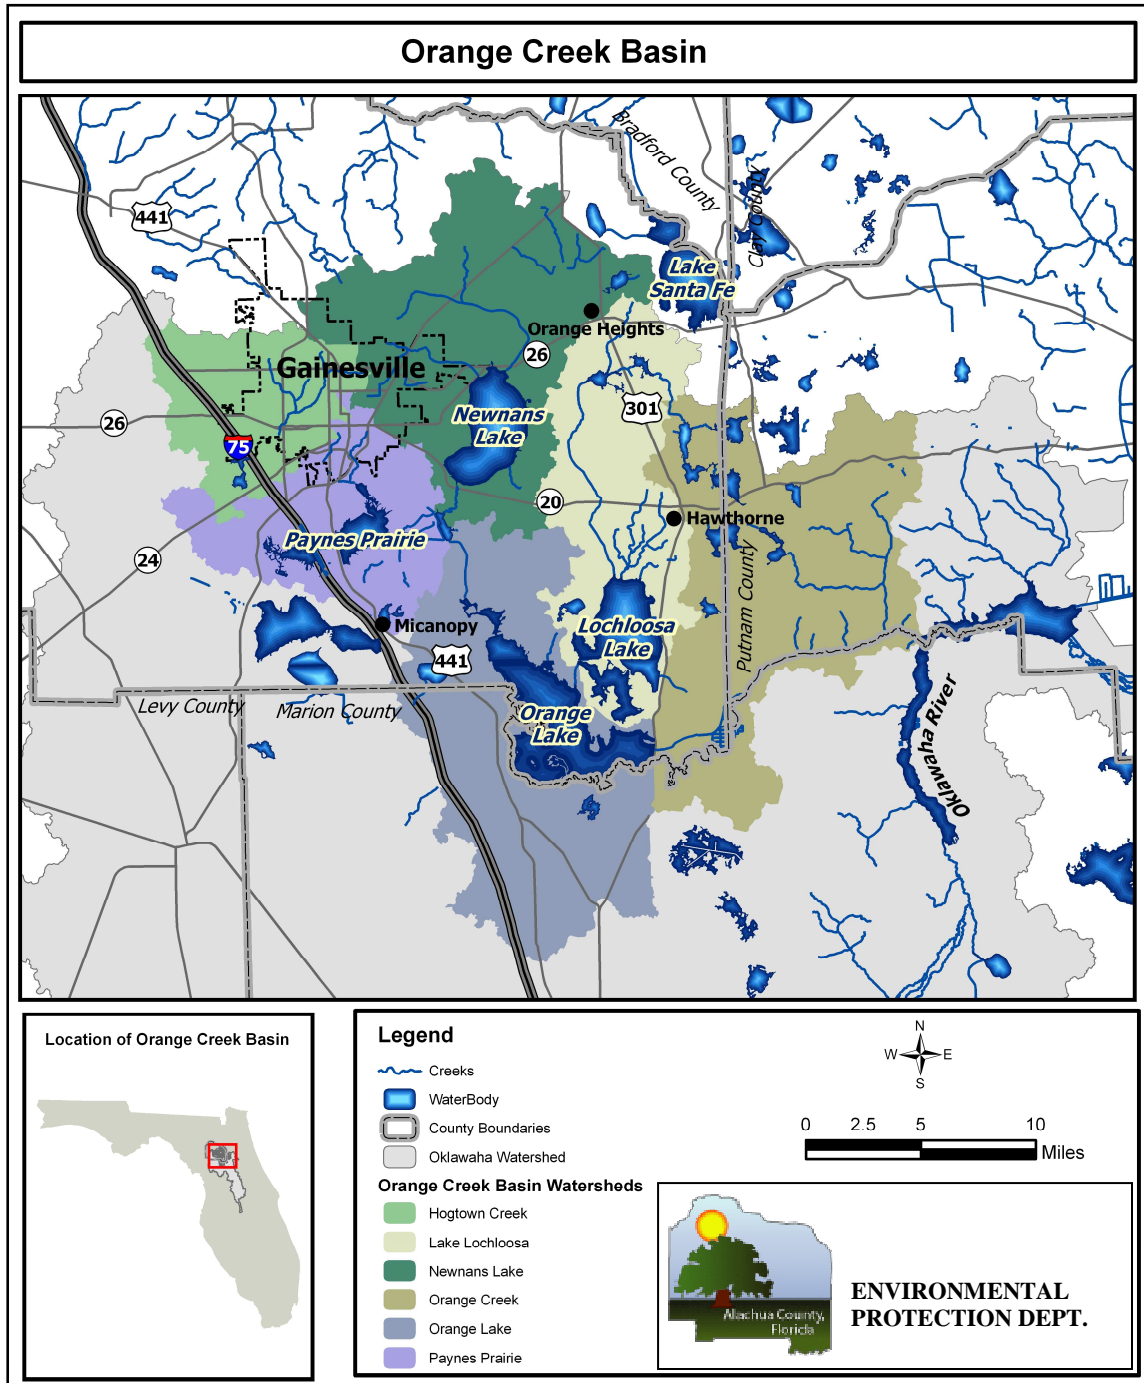 Orange Creek Basin
Bradford County
Clay County
441
Lake
Santa Fe
Orange Heights
26
Gainesville
301
Newnans
Lake
26
75
20
Hawthorne
Paynes Prairie
24
Putnam County
Micanopy
Lochloosa
Lake
441
Levy County
Marion County
Orange
Lake
Oklawaha River
Location of Orange Creek Basin
Legend
Creeks
WaterBody
County Boundaries
Oklawaha Watershed
Orange Creek Basin Watersheds
Hogtown Creek
Lake Lochloosa
Newnans Lake
Orange Creek
Orange Lake
Paynes Prairie
N
W E
S
0 2.5 5 10
Miles
Alachua County,
Florida
ENVIRONMENTAL
PROTECTION DEPT.